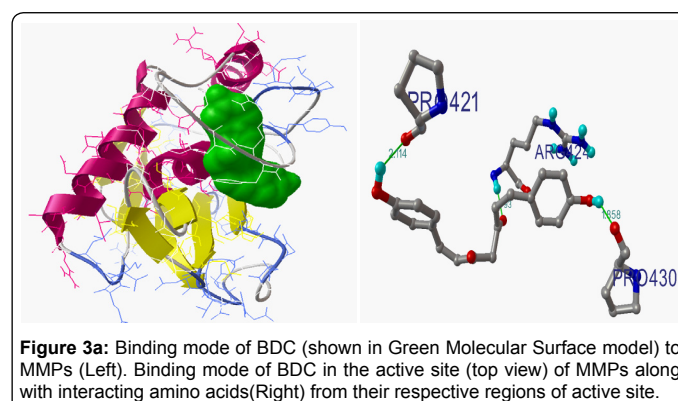 PRO421
2.114
ARG424
1.858
PRO430
Figure 3a: Binding mode of BDC (shown in Green Molecular Surface model) to
MMPs (Left). Binding mode of BDC in the active site (top view) of MMPs along
with interacting amino acids(Right) from their respective regions of active site.